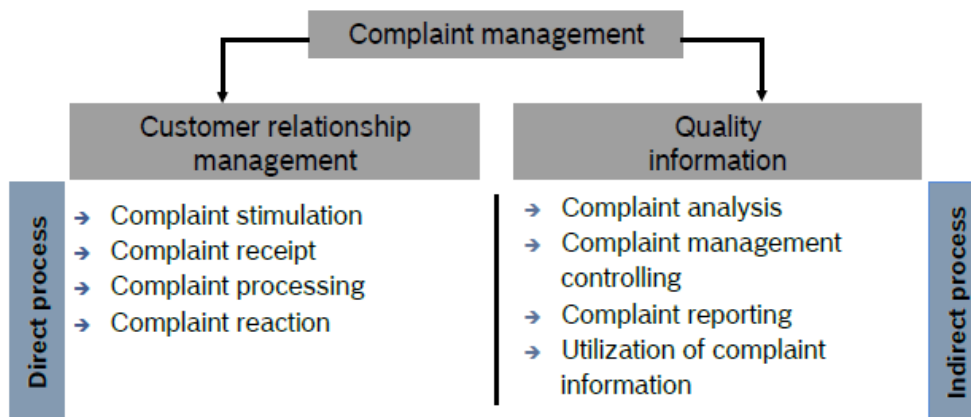 Complaint management
Customer relationship
management
Quality
information
Direct process
→ Complaint stimulation
→ Complaint receipt
→ Complaint processing
→ Complaint reaction
→ Complaint analysis
→ Complaint management
controlling
→ Complaint reporting
→ Utilization of complaint
information
Indirect process